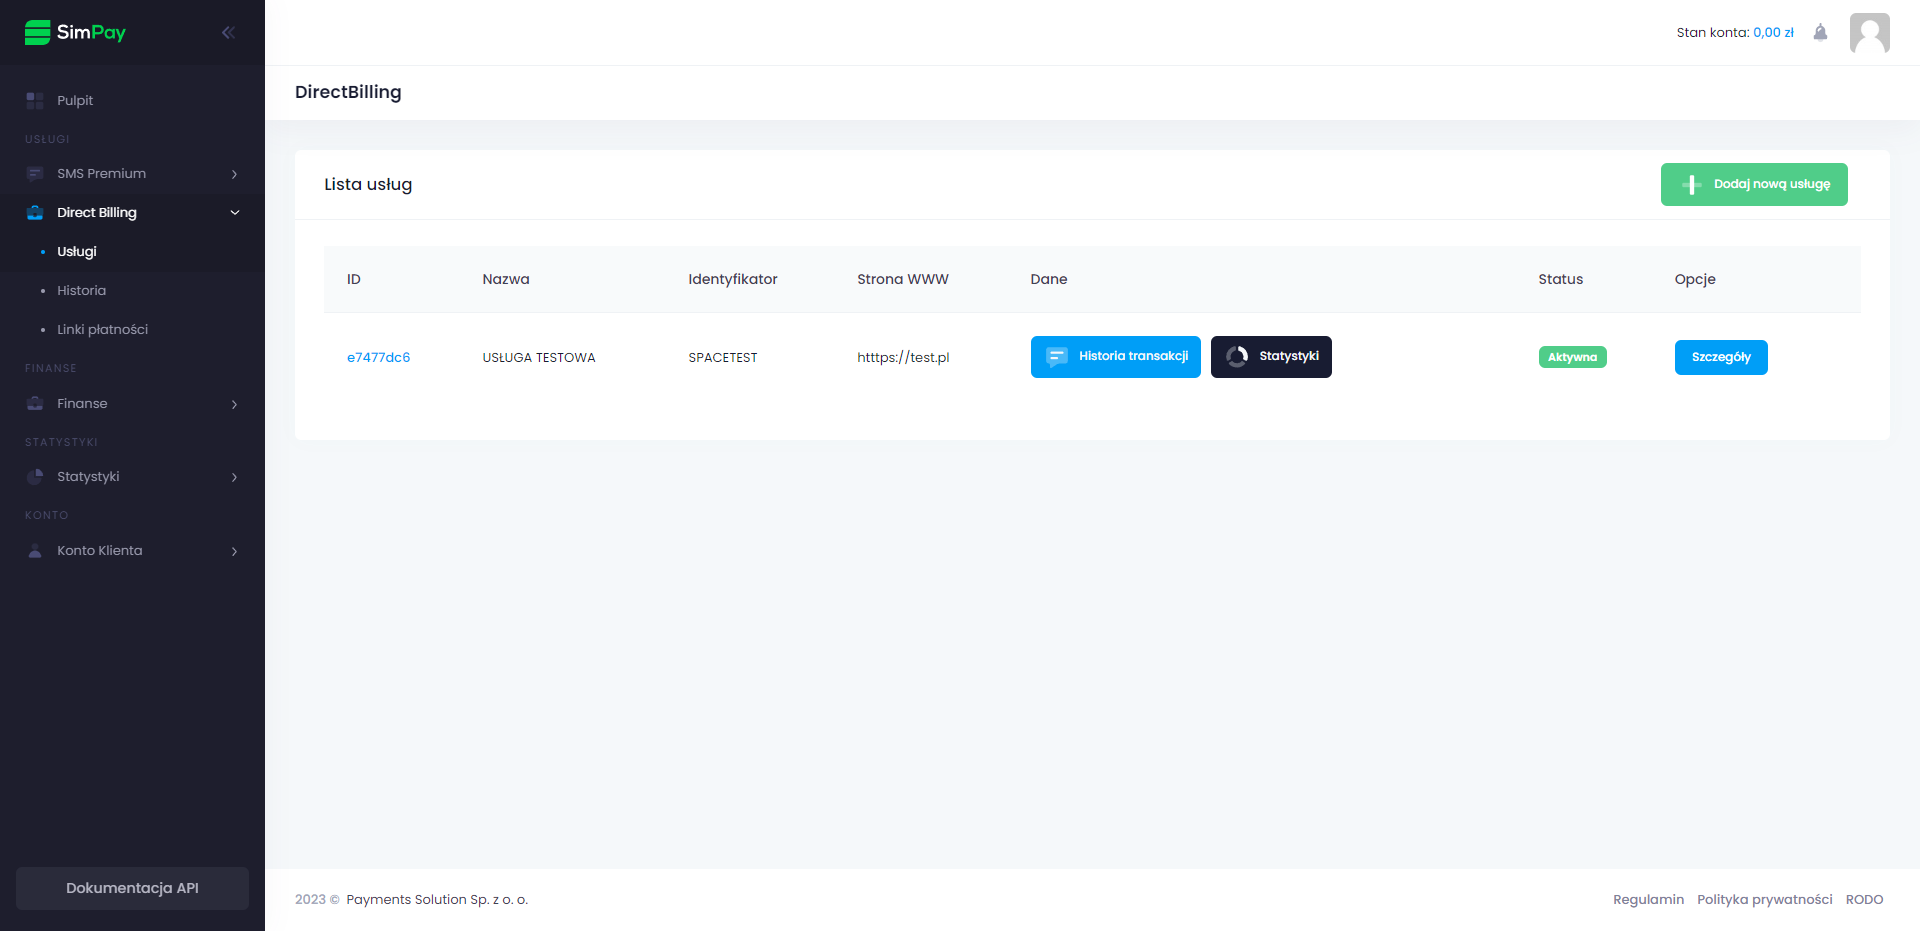 SimPay
Stan konta: 0,00 zł
DirectBilling
Pulpit
USŁUGI
SMS Premium
Direct Billing
Usługi
Historia
Linki płatności
FINANSE
Finanse
STATYSTYKI
Statystyki
KONTO
Konto Klienta
Dokumentacja API
Lista usług
Dodaj nową usługę
ID Nazwa Identyfikator Strona WWW Dane Status Opcje
e7477dc6 USŁUGA TESTOWA SPACETEST htttps://test.pl Historia transakcji Statystyki Aktywna Szczegóły
2023 © Payments Solution Sp. z o. o.
Regulamin Polityka prywatności RODO